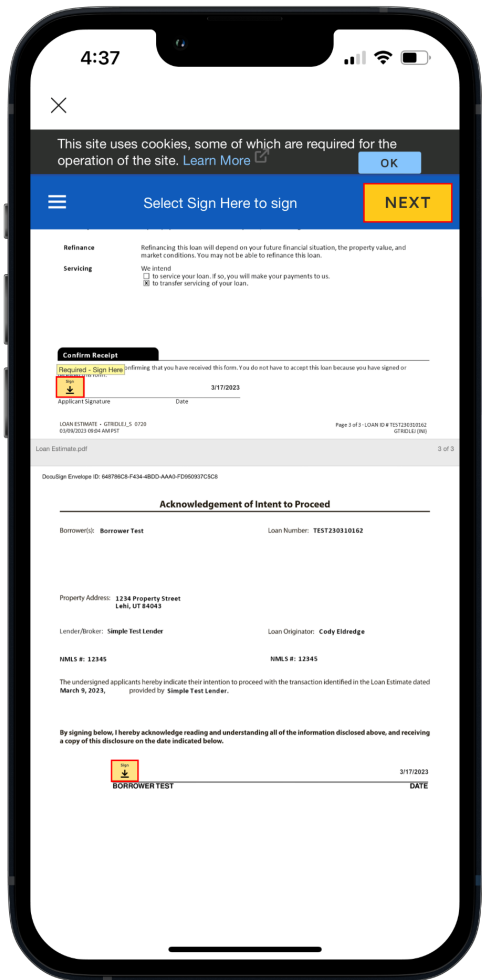 4:37
This site uses cookies, some of which are required for the
operation of the site. Learn More
OK
Select Sign Here to sign
NEXT
Refinance
Refinancing this loan will depend on your future financial situation, the property value, and
market conditions. You may not be able to refinance this loan.
Servicing
We intend
to service your loan. If so, you will make your payments to us.
to transfer servicing of your loan.
Confirm Receipt
Required - Sign Here
nfirming that you have received this form. You do not have to accept this loan because you have signed or
Sign
3/17/2023
Applicant Signature
Date
LOAN ESTIMATE - GTRIDLEJ_S 0720
03/09/2023 09:04 AM PST
Page 3 of 3 - LOAN ID # TEST230310162
GTRIDLEJ (INI)
Loan Estimate.pdf
3 of 3
DocuSign Envelope ID: 648786C8-F434-4BDD-AAA0-FD950937C5C8
Acknowledgement of Intent to Proceed
Borrower(s): Borrower Test
Loan Number: TEST230310162
Property Address: 1234 Property Street
Lehi, UT 84043
Lender/Broker: Simple Test Lender
Loan Originator: Cody Eldredge
NMLS #: 12345
NMLS #: 12345
The undersigned applicants hereby indicate their intention to proceed with the transaction identified in the Loan Estimate dated
March 9, 2023, provided by Simple Test Lender.
By signing below, I hereby acknowledge reading and understanding all of the information disclosed above, and receiving
a copy of this disclosure on the date indicated below.
Sign
3/17/2023
BORROWER TEST
DATE